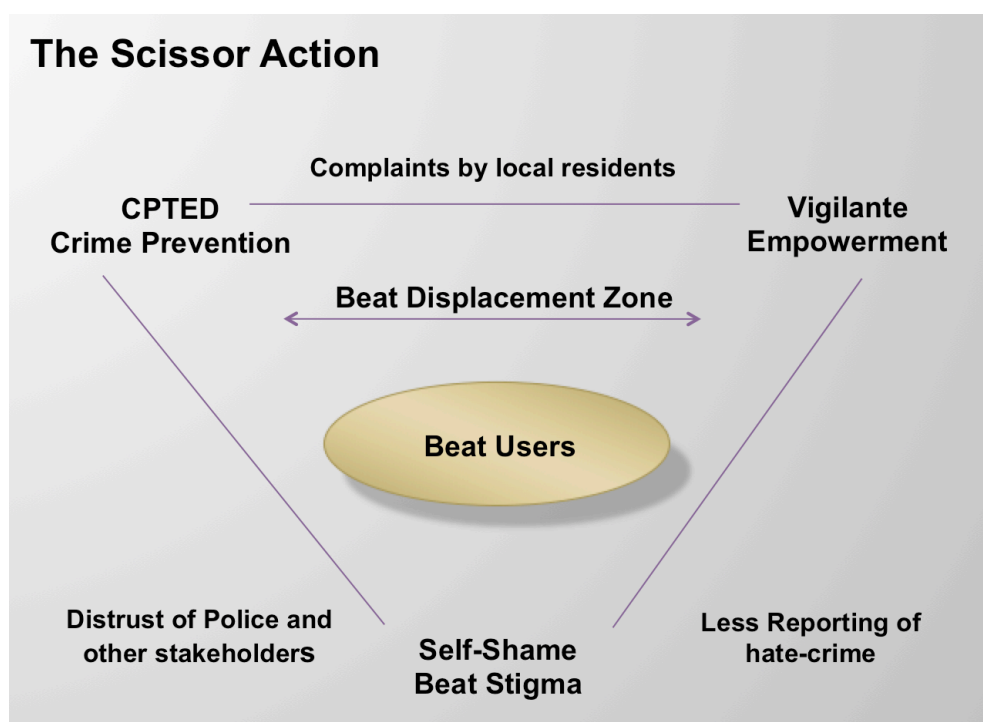 The Scissor Action
Complaints by local residents
CPTED
Crime Prevention
Vigilante
Empowerment
Beat Displacement Zone
Beat Users
Distrust of Police and
other stakeholders
Self-Shame
Beat Stigma
Less Reporting of
hate-crime